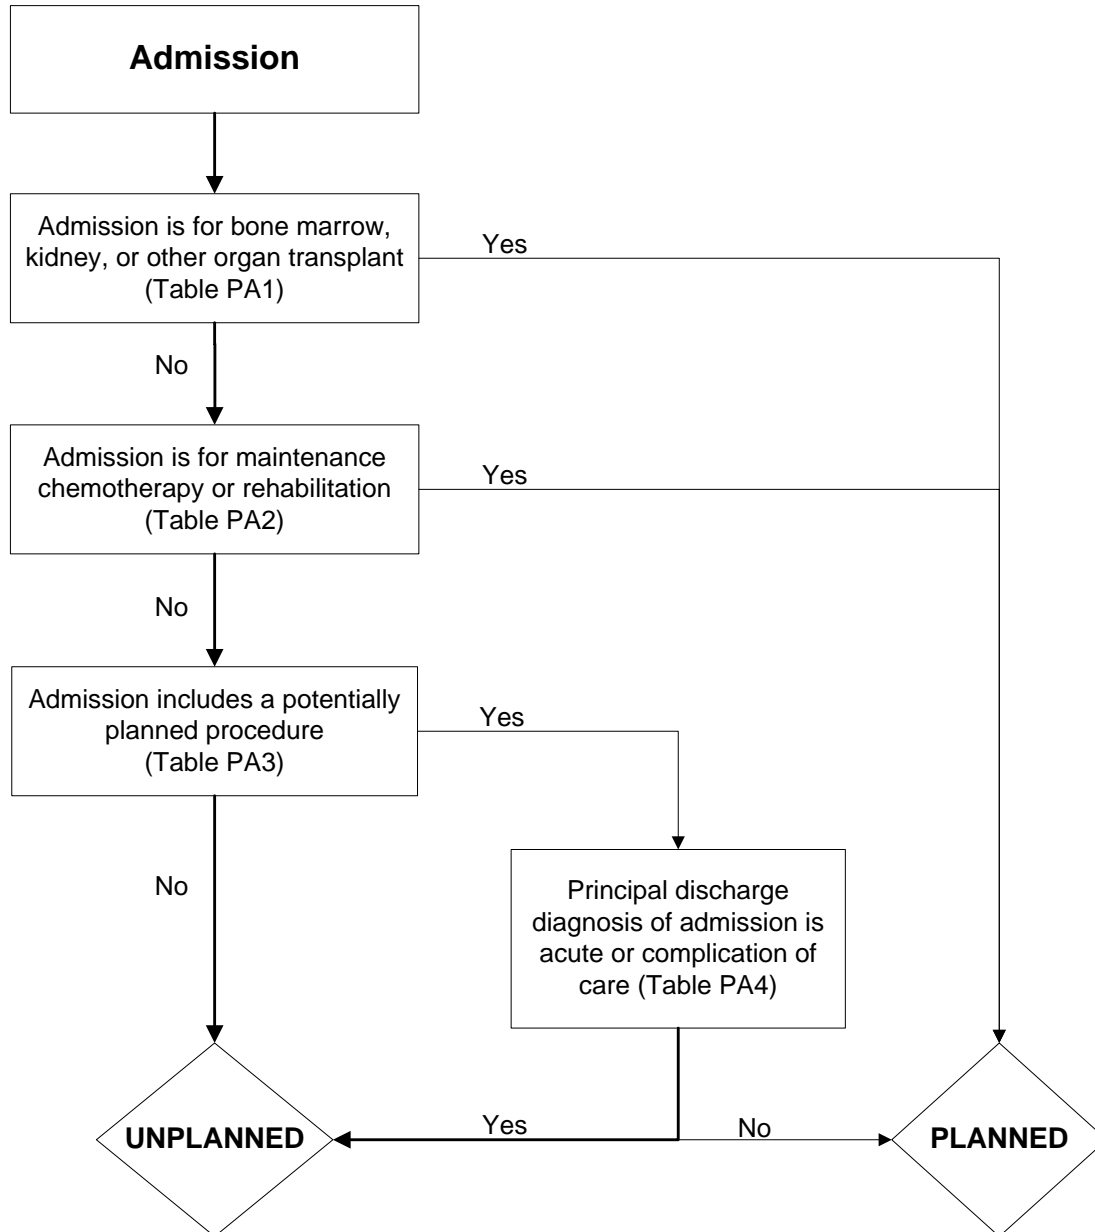 Admission
Admission is for bone marrow,
kidney, or other organ transplant
(Table PA1)
Yes
No
Admission is for maintenance
chemotherapy or rehabilitation
(Table PA2)
Yes
No
Admission includes a potentially
planned procedure
(Table PA3)
Yes
No
Principal discharge
diagnosis of admission is
acute or complication of
care (Table PA4)
UNPLANNED
Yes
No
PLANNED